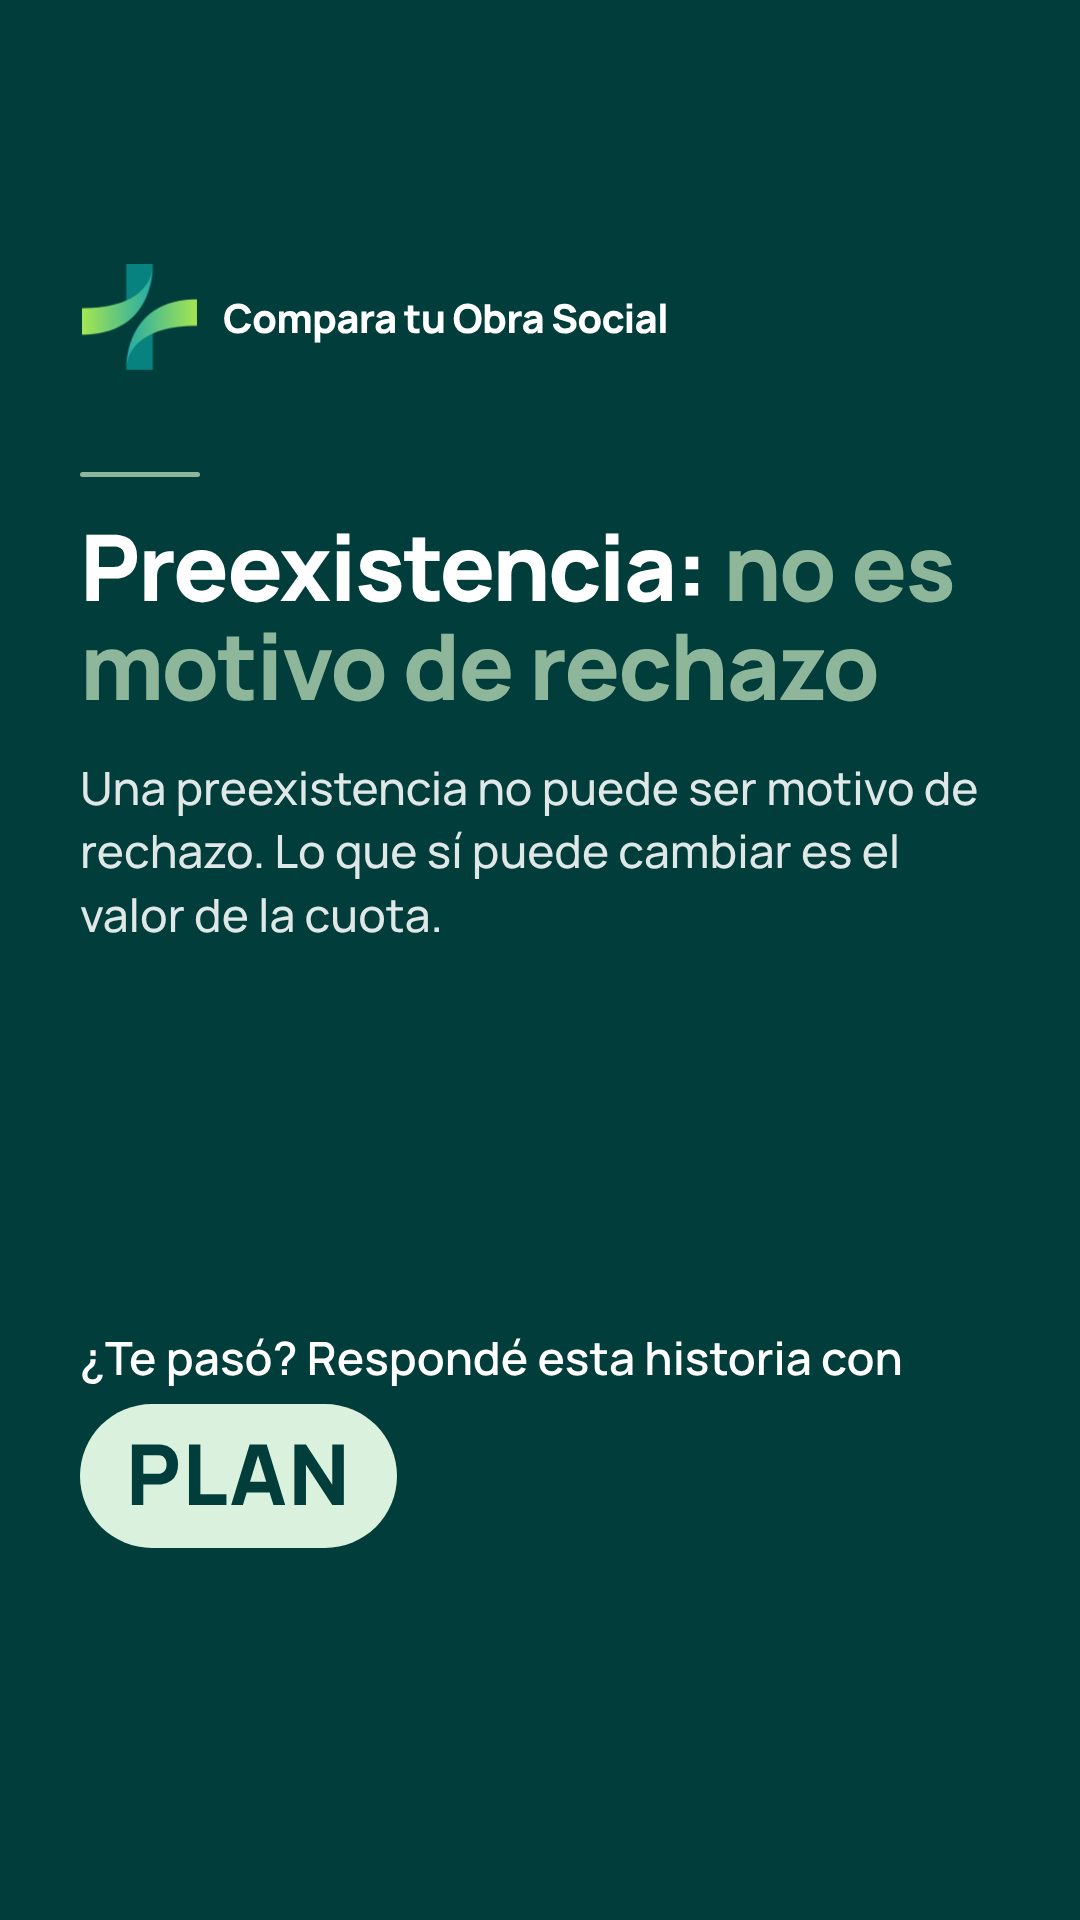 Compara tu Obra Social
Preexistencia: no es
motivo de rechazo
Una preexistencia no puede ser motivo de
rechazo. Lo que sí puede cambiar es el
valor de la cuota.
¿Te pasó? Respondé esta historia con
PLAN